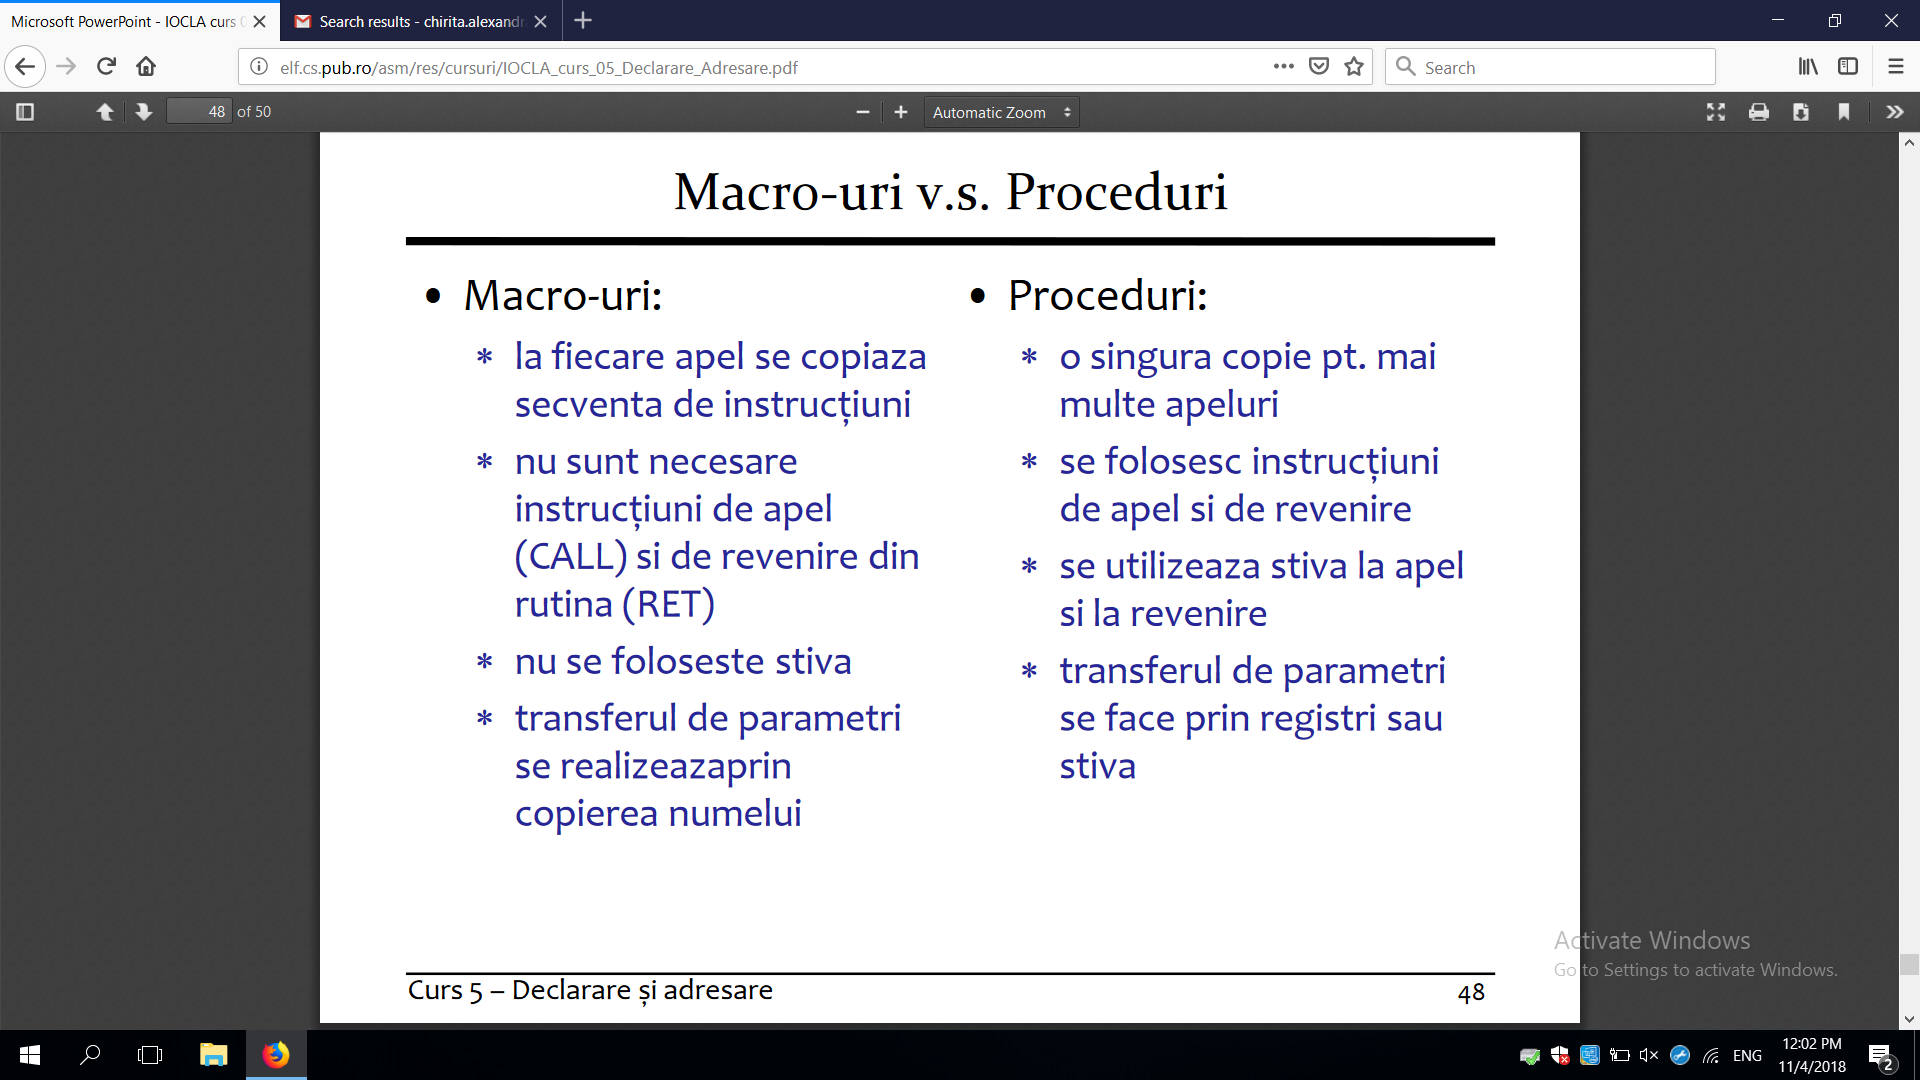 Microsoft PowerPoint - IOCLA curs 0
Search results - chirita.alexandr
elf.cs.pub.ro/asm/res/cursuri/IOCLA_curs_05_Declarare_Adresare.pdf
Search
48 of 50
Automatic Zoom
Macro-uri v.s. Proceduri
• Macro-uri:
* la fiecare apel se copiaza
secventa de instrucțiuni
* nu sunt necesare
instrucțiuni de apel
(CALL) si de revenire din
rutina (RET)
* nu se foloseste stiva
* transferul de parametri
se realizeazaprin
copierea numelui
• Proceduri:
* o singura copie pt. mai
multe apeluri
* se folosesc instrucțiuni
de apel si de revenire
* se utilizeaza stiva la apel
si la revenire
* transferul de parametri
se face prin registri sau
stiva
Activate Windows
Go to Settings to activate Windows.
Curs 5 – Declarare și adresare
48
ENG
12:02 PM
11/4/2018
2